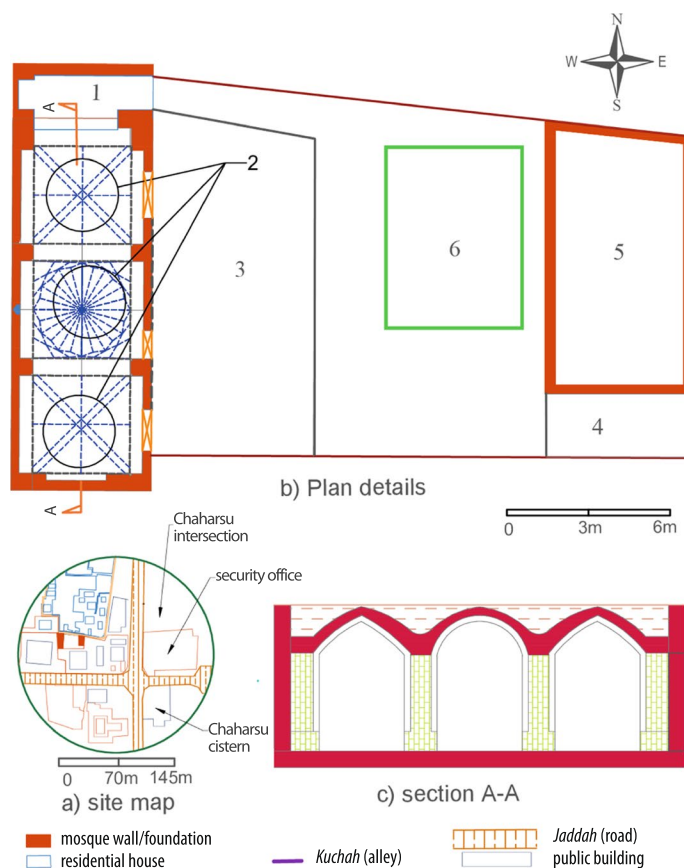 N
W E
S
1
A
2
3
6
5
4
A
b) Plan details
0 3m 6m
Chaharsu
intersection
security office
Chaharsu
cistern
0 70m 145m
a) site map
c) section A-A
mosque wall/foundation
residential house
Kuchah (alley)
Jaddah (road)
public building